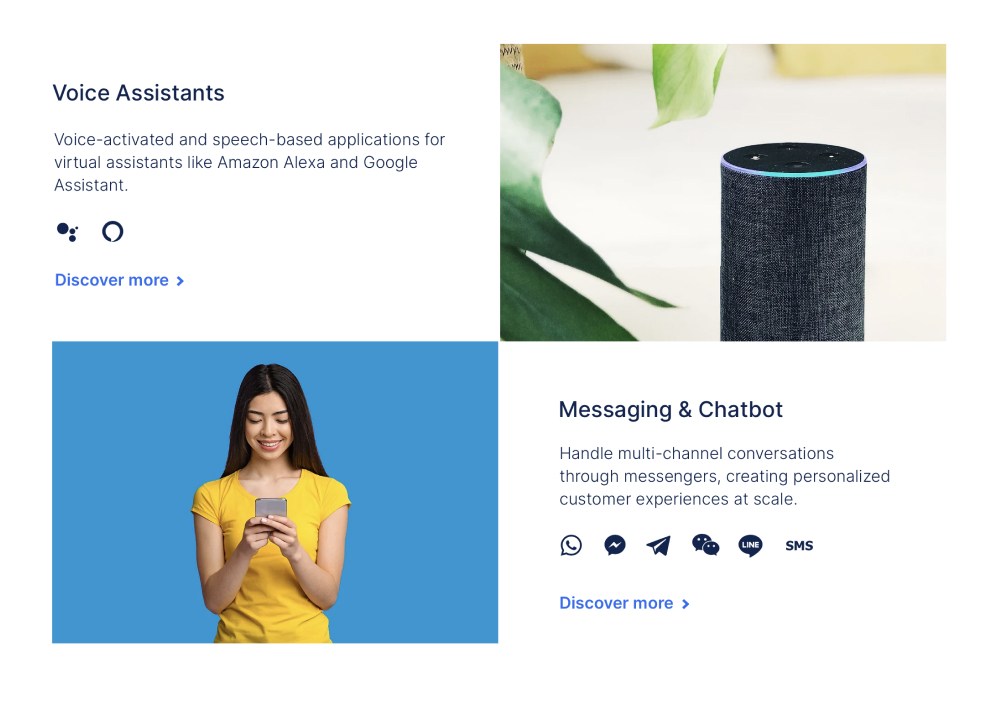 Voice Assistants
Voice-activated and speech-based applications for
virtual assistants like Amazon Alexa and Google
Assistant.
Discover more
Messaging & Chatbot
Handle multi-channel conversations
through messengers, creating personalized
customer experiences at scale.
LINE SMS
Discover more